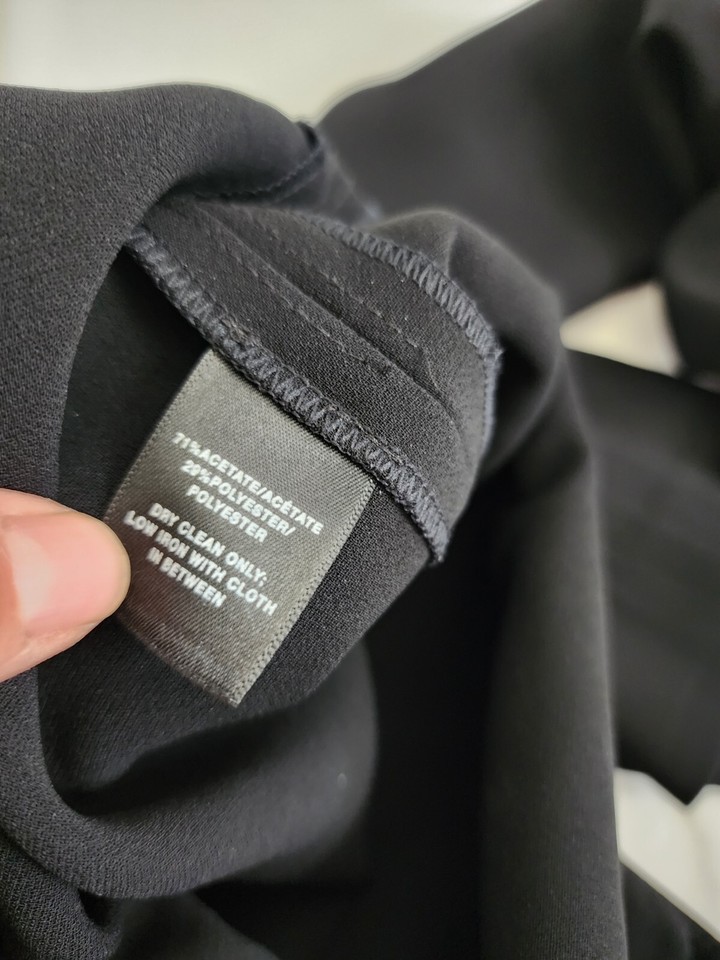 71%ACETATE/ACÉTATE
29%POLYESTER/
POLYESTER
DRY CLEAN ONLY;
LOW IRON WITH CLOTH
IN BETWEEN